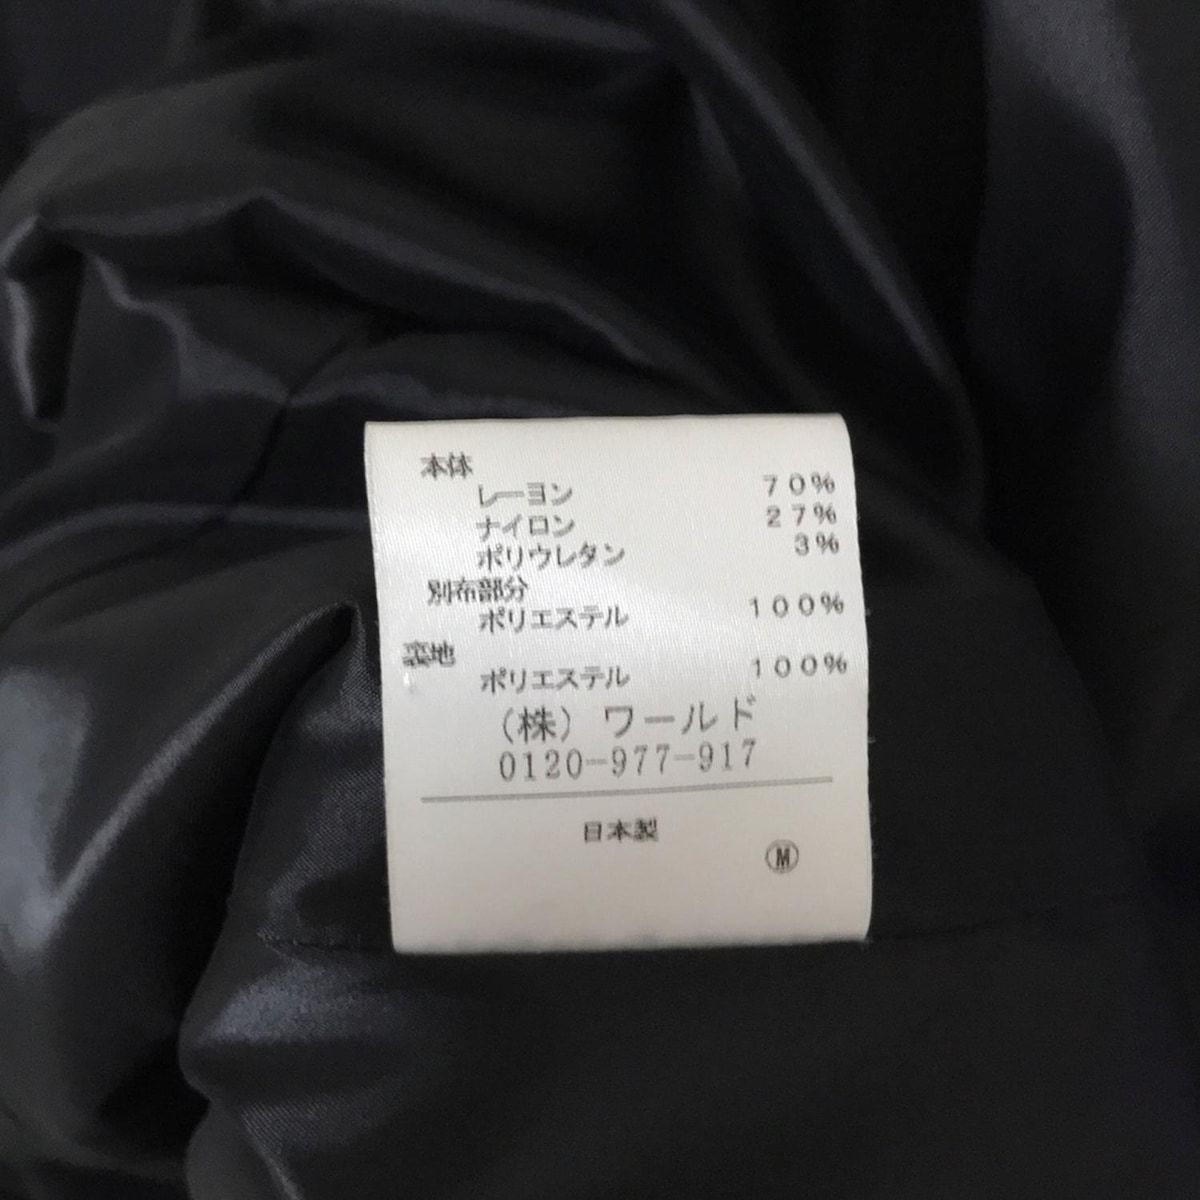 本体
レーヨン 70%
ナイロン 27%
ポリウレタン 3%
別布部分
ポリエステル 100%
裏地
ポリエステル 100%
(株)ワールド
0120-977-917
日本製
Ⓜ